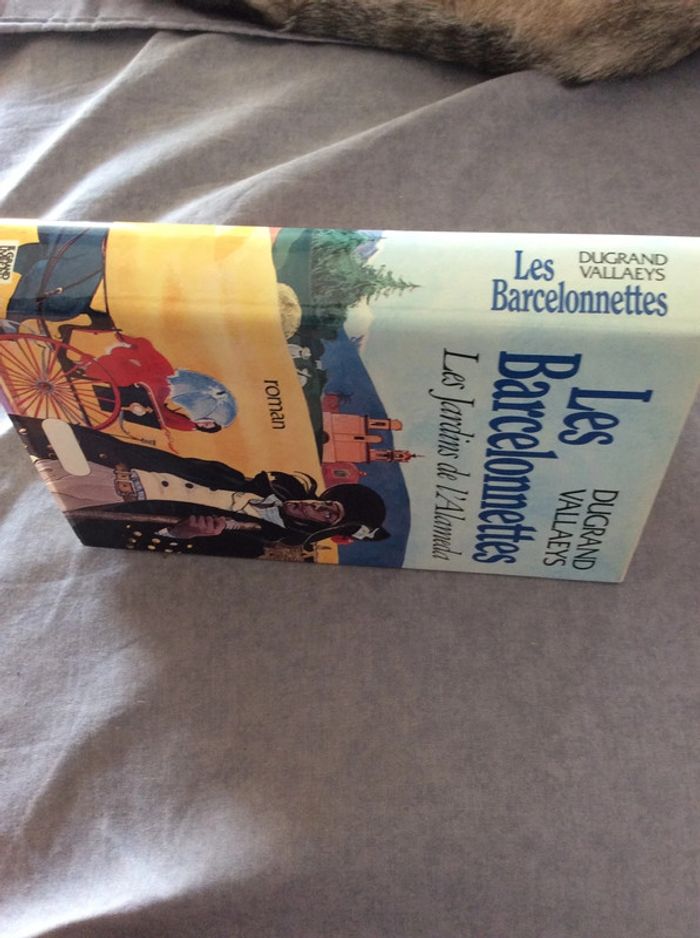 DUGRAND
VALLAEYS
Les
Barcelonnettes
DUGRAND
VALLAEYS
Les
Barcelonnettes
Les Jardins de l'Alameda
roman